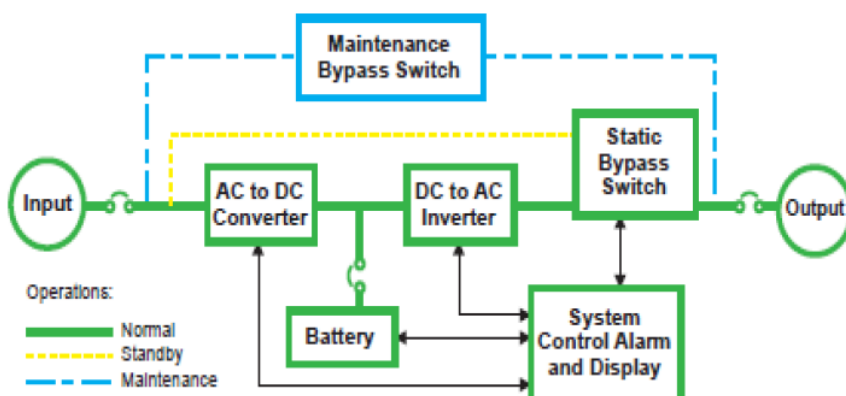 Maintenance
Bypass Switch
Static
Bypass
Switch
Input
AC to DC
Converter
DC to AC
Inverter
Output
Operations:
Normal
Standby
Maintenance
Battery
System
Control Alarm
and Display